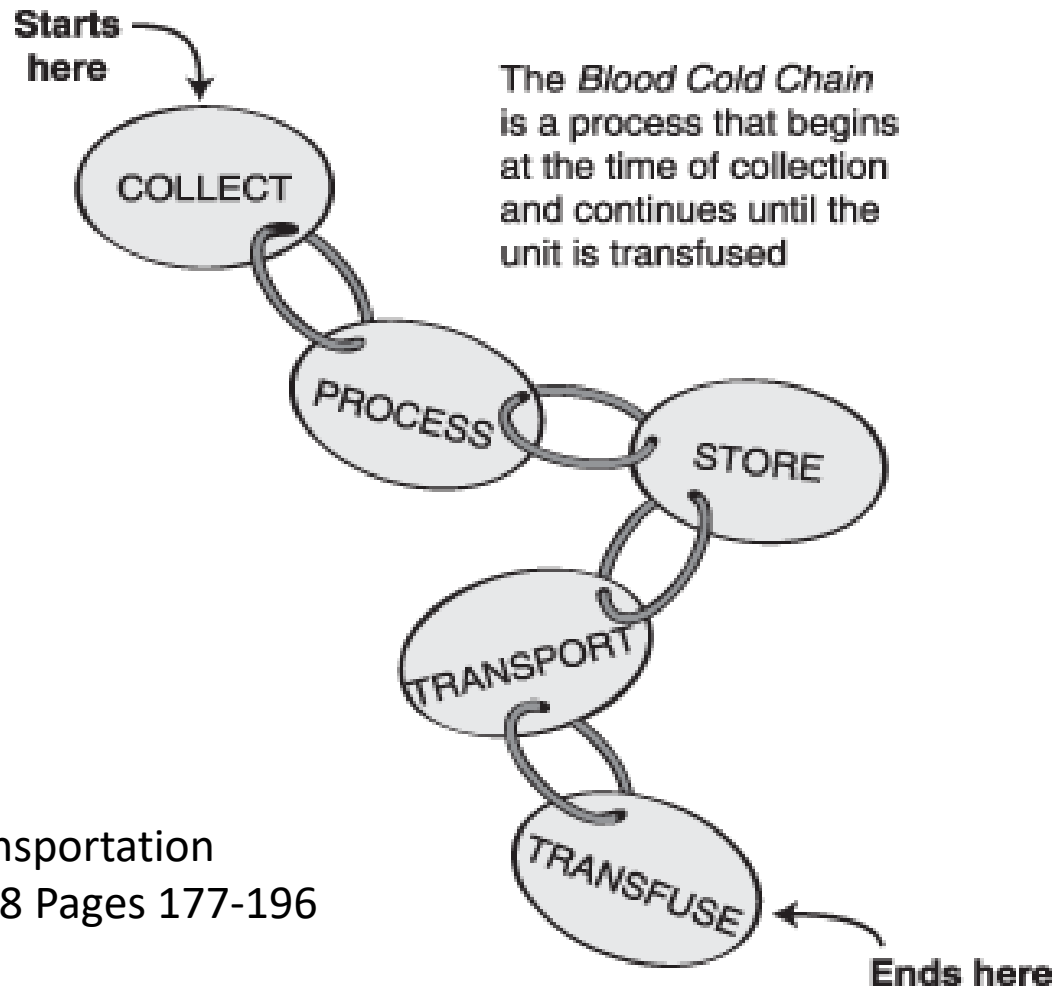 Starts
here
The Blood Cold Chain
is a process that begins
at the time of collection
and continues until the
unit is transfused
COLLECT
PROCESS
STORE
TRANSPORT
TRANSFUSE
nsportation
8 Pages 177-196
Ends here